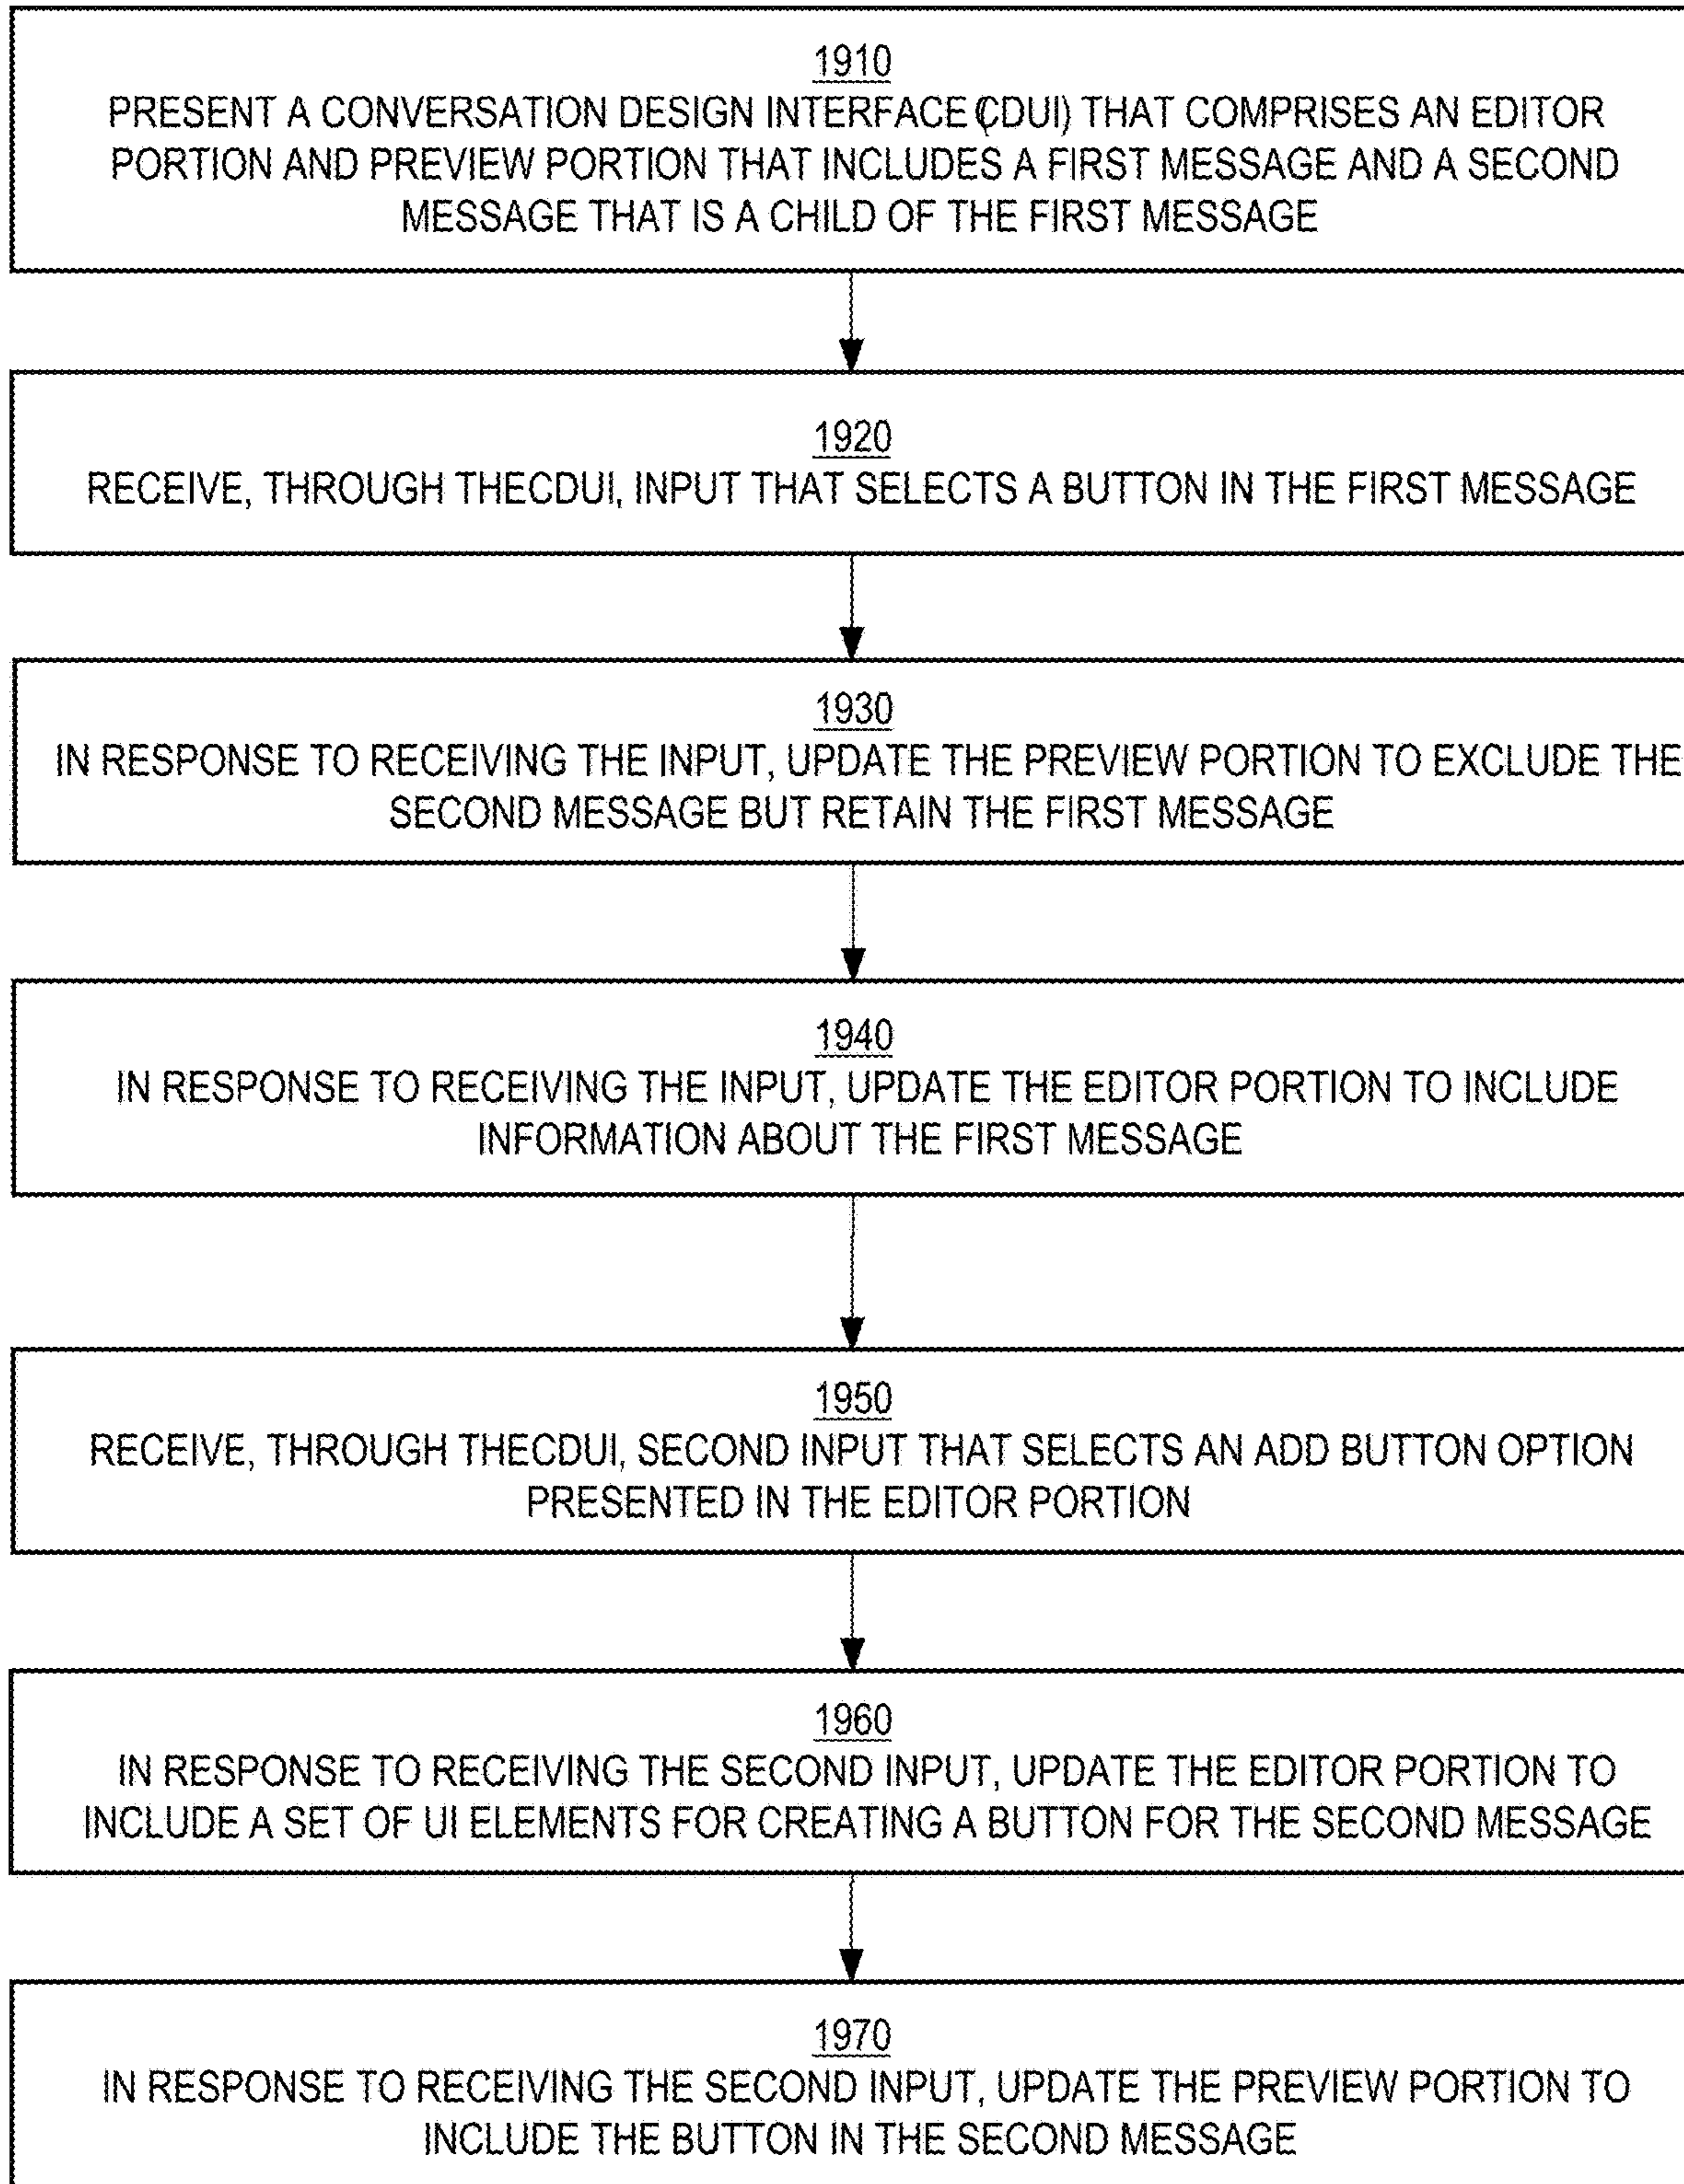 1910
PRESENT A CONVERSATION DESIGN INTERFACE (CDUI) THAT COMPRISES AN EDITOR
PORTION AND PREVIEW PORTION THAT INCLUDES A FIRST MESSAGE AND A SECOND
MESSAGE THAT IS A CHILD OF THE FIRST MESSAGE
1920
RECEIVE, THROUGH THECDUI, INPUT THAT SELECTS A BUTTON IN THE FIRST MESSAGE
1930
IN RESPONSE TO RECEIVING THE INPUT, UPDATE THE PREVIEW PORTION TO EXCLUDE THE
SECOND MESSAGE BUT RETAIN THE FIRST MESSAGE
1940
IN RESPONSE TO RECEIVING THE INPUT, UPDATE THE EDITOR PORTION TO INCLUDE
INFORMATION ABOUT THE FIRST MESSAGE
1950
RECEIVE, THROUGH THECDUI, SECOND INPUT THAT SELECTS AN ADD BUTTON OPTION
PRESENTED IN THE EDITOR PORTION
1960
IN RESPONSE TO RECEIVING THE SECOND INPUT, UPDATE THE EDITOR PORTION TO
INCLUDE A SET OF UI ELEMENTS FOR CREATING A BUTTON FOR THE SECOND MESSAGE
1970
IN RESPONSE TO RECEIVING THE SECOND INPUT, UPDATE THE PREVIEW PORTION TO
INCLUDE THE BUTTON IN THE SECOND MESSAGE